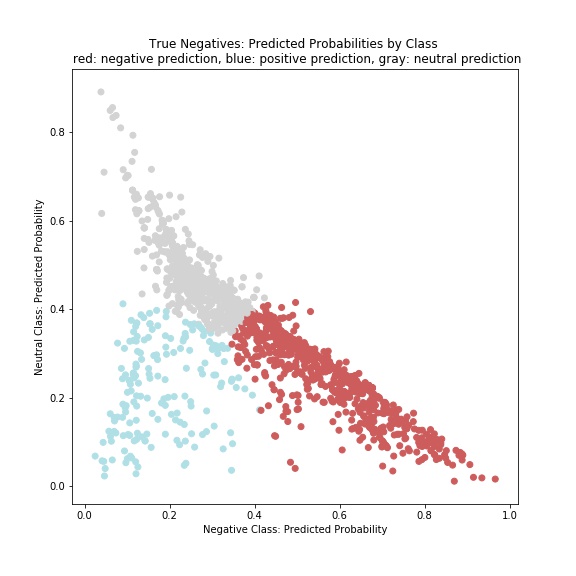 True Negatives: Predicted Probabilities by Class
red: negative prediction, blue: positive prediction, gray: neutral prediction
Neutral Class: Predicted Probability
0.8
0.6
0.4
0.2
0.0
0.0 0.2 0.4 0.6 0.8 1.0
Negative Class: Predicted Probability